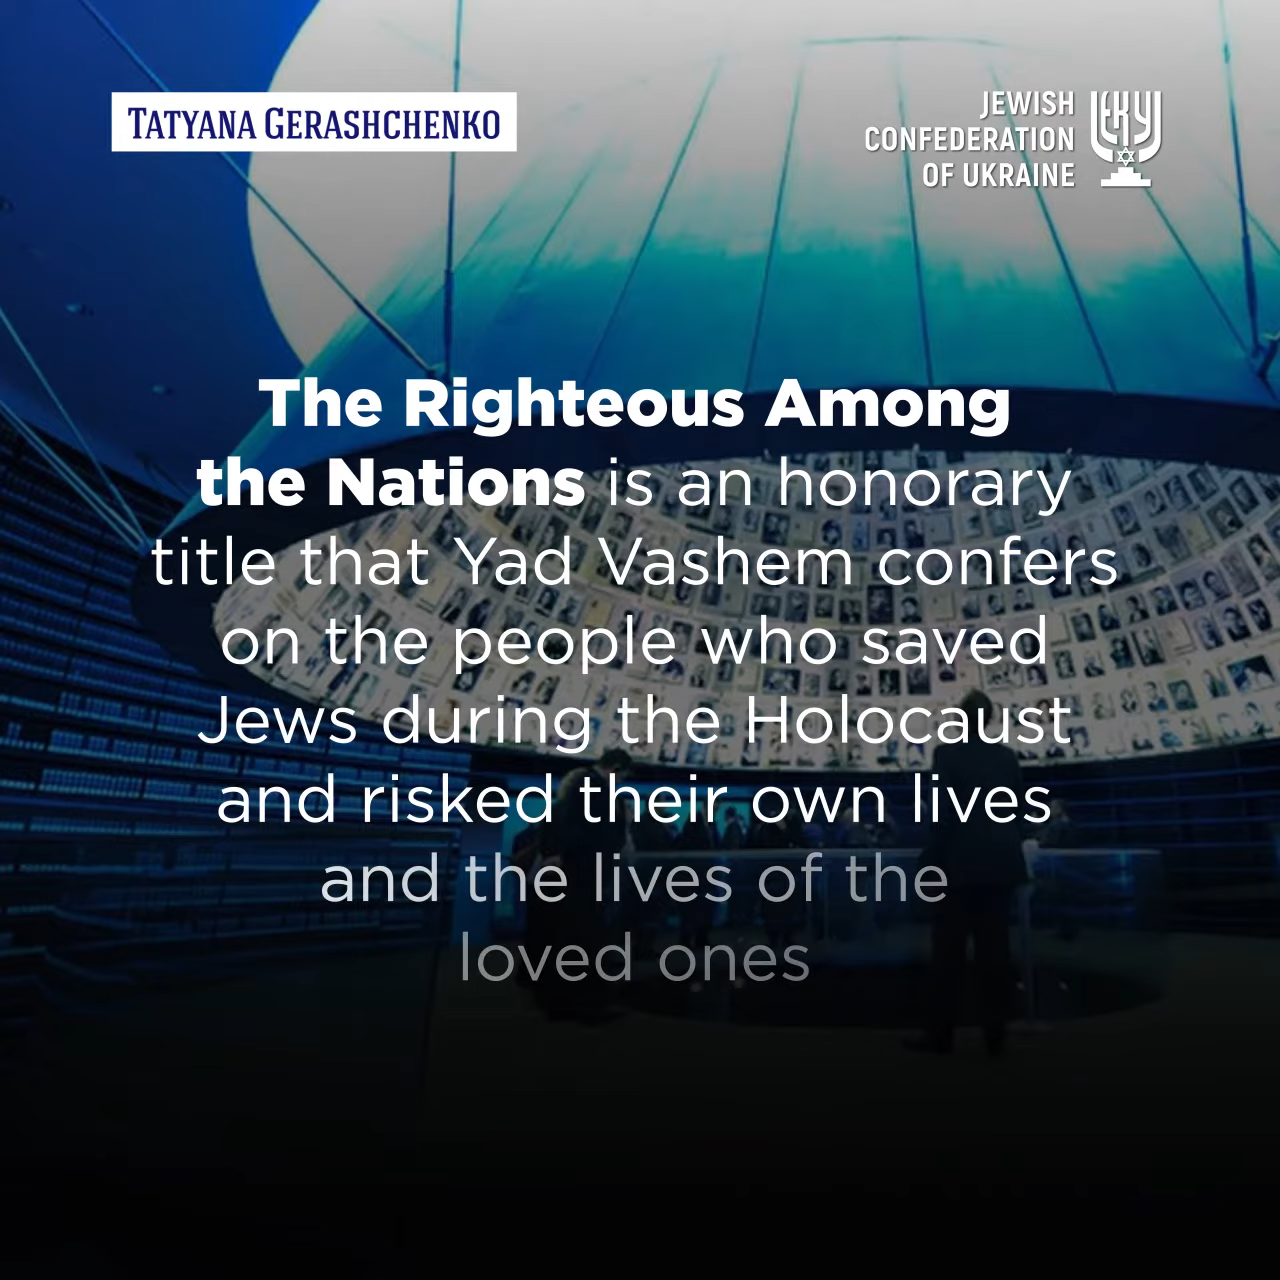 TATYANA GERASHCHENKO
JEWISH
CONFEDERATION
OF UKRAINE
The Righteous Among
the Nations is an honorary
title that Yad Vashem confers
on the people who saved
Jews during the Holocaust
and risked their own lives
and the lives of the
loved ones